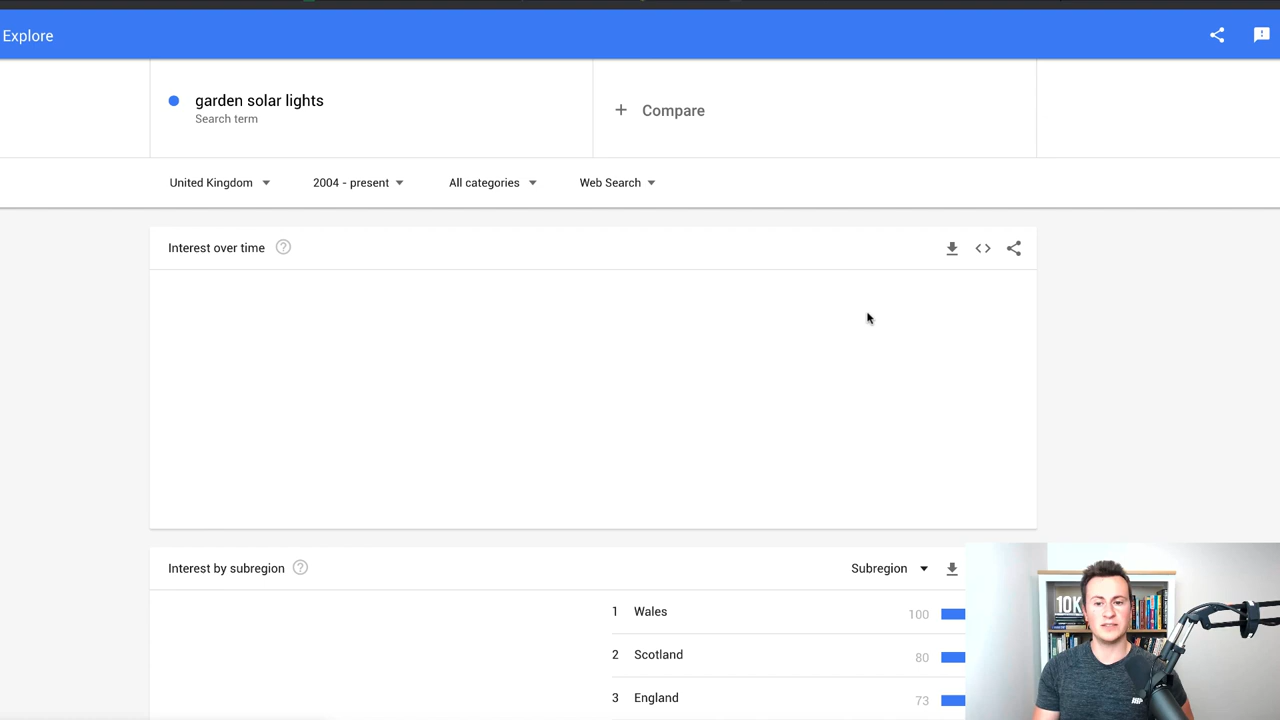 Explore
garden solar lights
Search term
+ Compare
United Kingdom
2004 - present
All categories
Web Search
Interest over time
Interest by subregion
Subregion
1 Wales 100
2 Scotland 80
3 England 73
10K